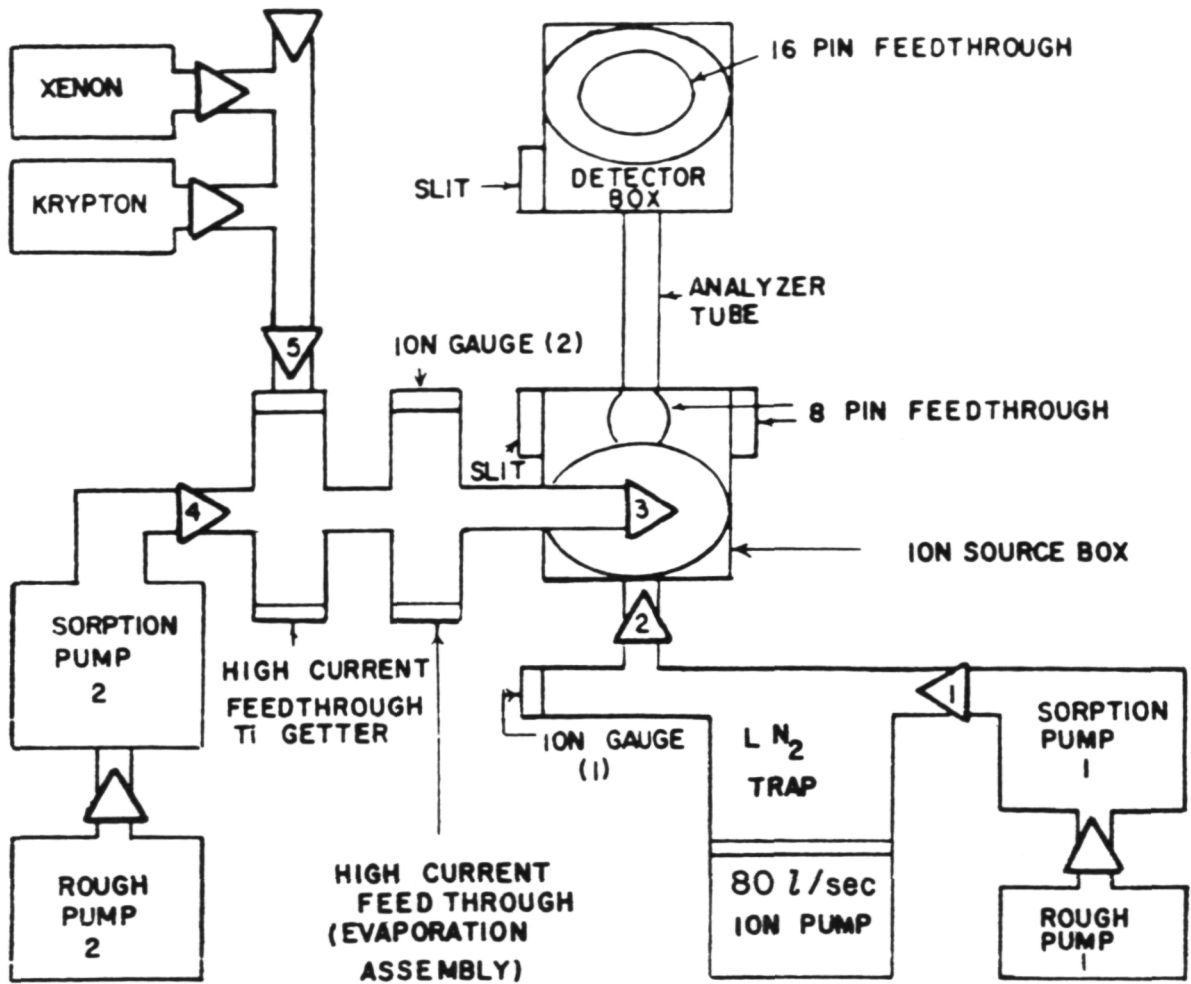 16 PIN FEEDTHROUGH
XENON
KRYPTON
SLIT
DETECTOR
BOX
ANALYZER
TUBE
5
ION GAUGE (2)
8 PIN FEEDTHROUGH
SLIT
4
3
ION SOURCE BOX
SORPTION
PUMP
2
2
HIGH CURRENT
FEEDTHROUGH
Ti GETTER
ION GAUGE
(1)
1
L N2
TRAP
SORPTION
PUMP
1
HIGH CURRENT
FEED THROUGH
(EVAPORATION
ASSEMBLY)
80 l/sec
ION PUMP
ROUGH
PUMP
2
ROUGH
PUMP
1